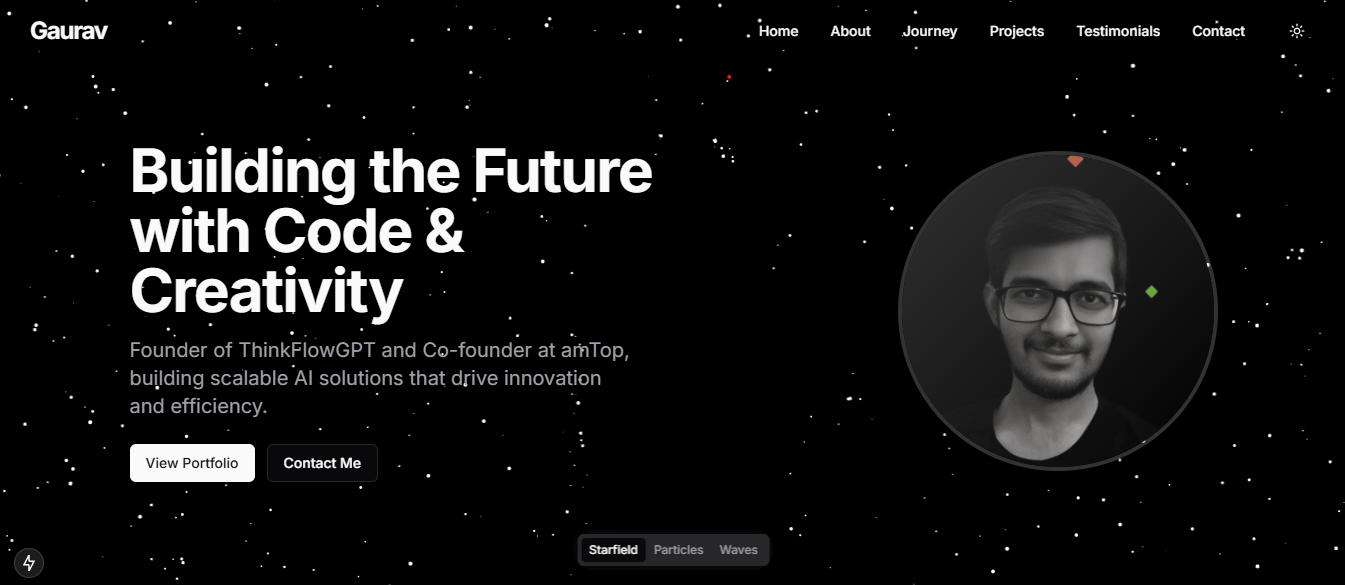 Gaurav
Home About Journey Projects Testimonials Contact
Building the Future
with Code &
Creativity
Founder of ThinkFlowGPT and Co-founder at amTop,
building scalable AI solutions that drive innovation
and efficiency.
View Portfolio Contact Me
Starfield Particles Waves